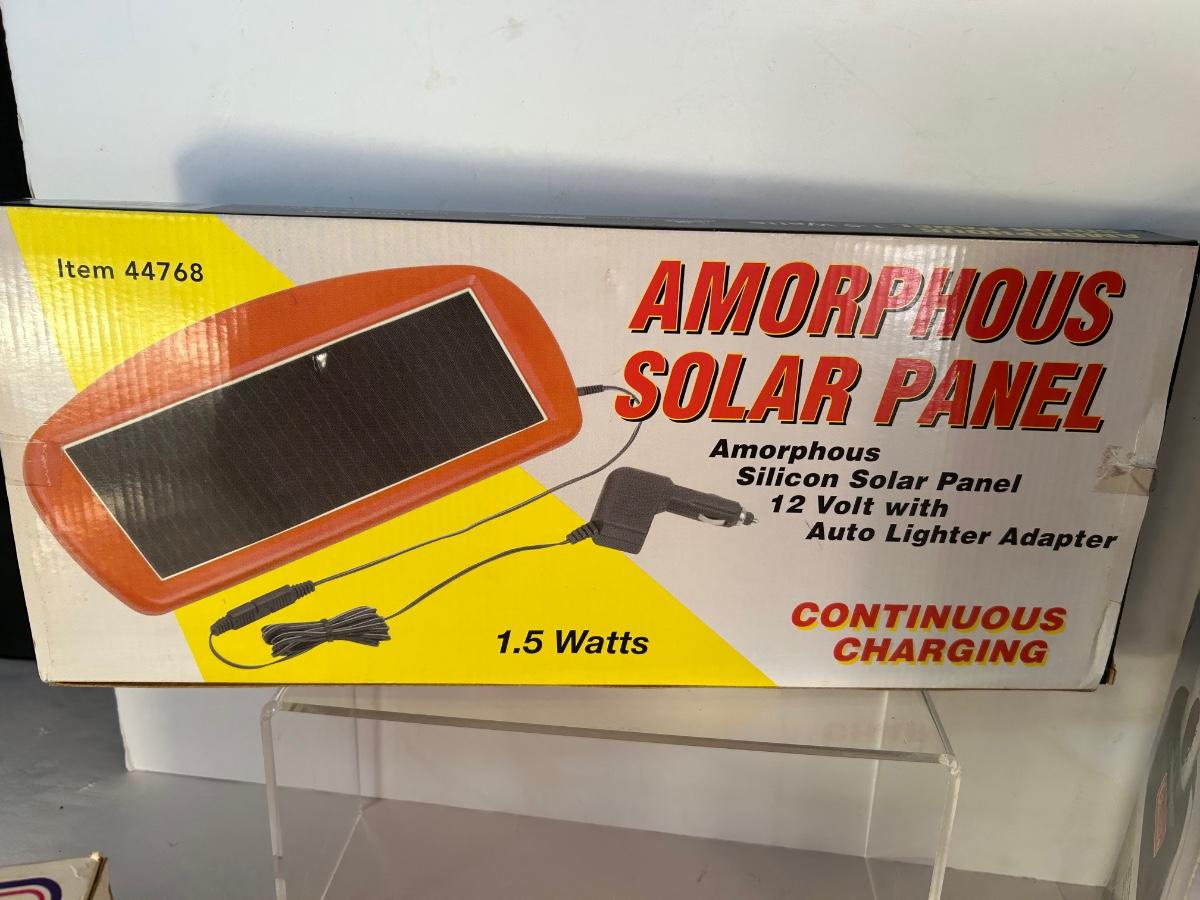 Item 44768
AMORPHOUS
SOLAR PANEL
Amorphous
Silicon Solar Panel
12 Volt with
Auto Lighter Adapter
1.5 Watts
CONTINUOUS
CHARGING